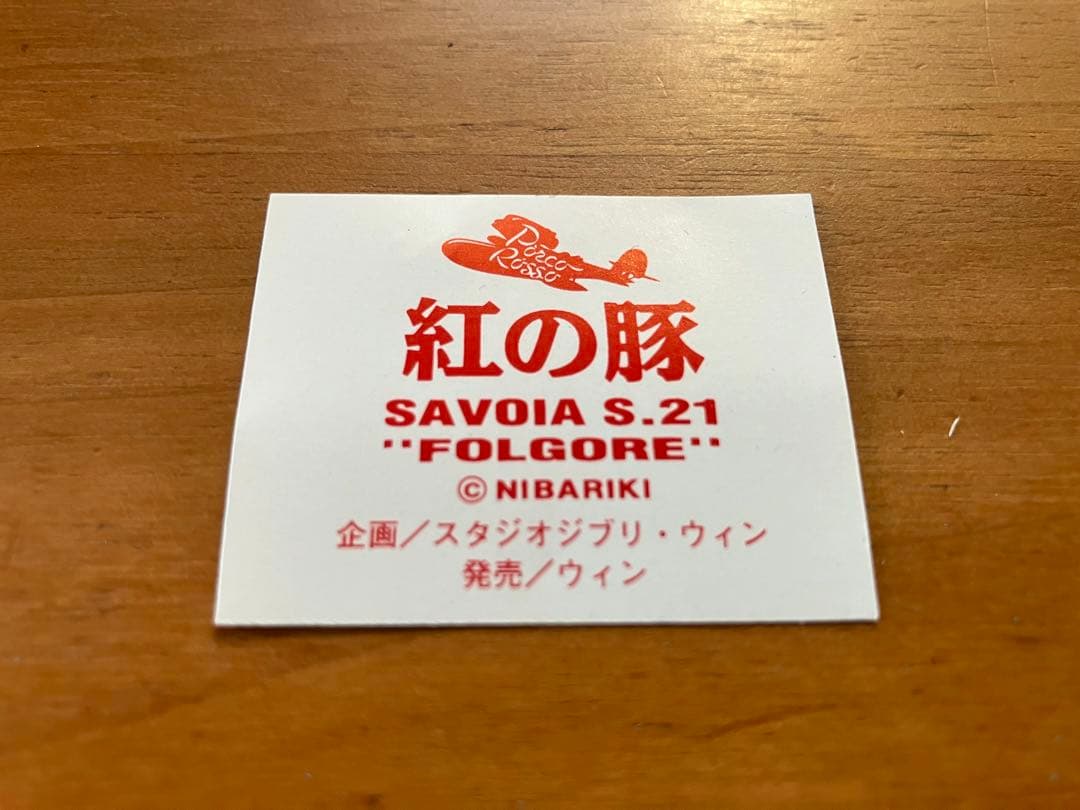 Porco
Rosso
紅の豚
SAVOIA S.21
"FOLGORE"
© NIBARIKI
企画／スタジオジブリ・ウィン
発売／ウィン